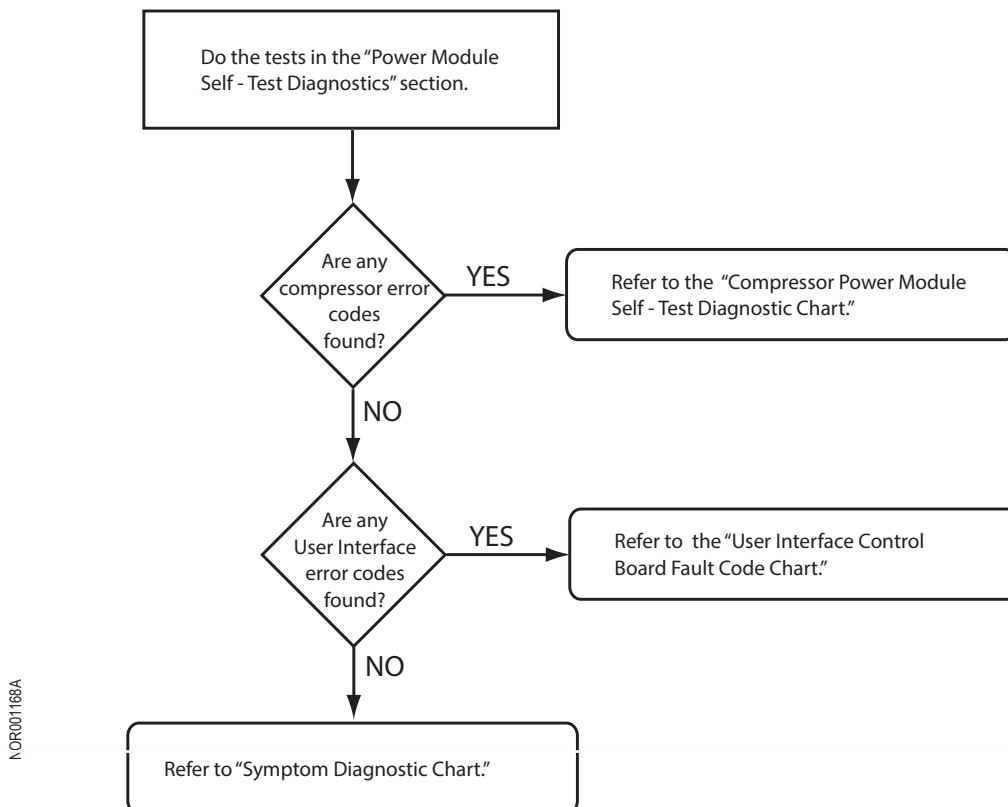 Do the tests in the “Power Module
Self - Test Diagnostics” section.
Are any
compressor error
codes
found?
YES
Refer to the “Compressor Power Module
Self - Test Diagnostic Chart.”
NO
Are any
User Interface
error codes
found?
YES
Refer to the “User Interface Control
Board Fault Code Chart.”
NO
Refer to “Symptom Diagnostic Chart.”
NOR001168A